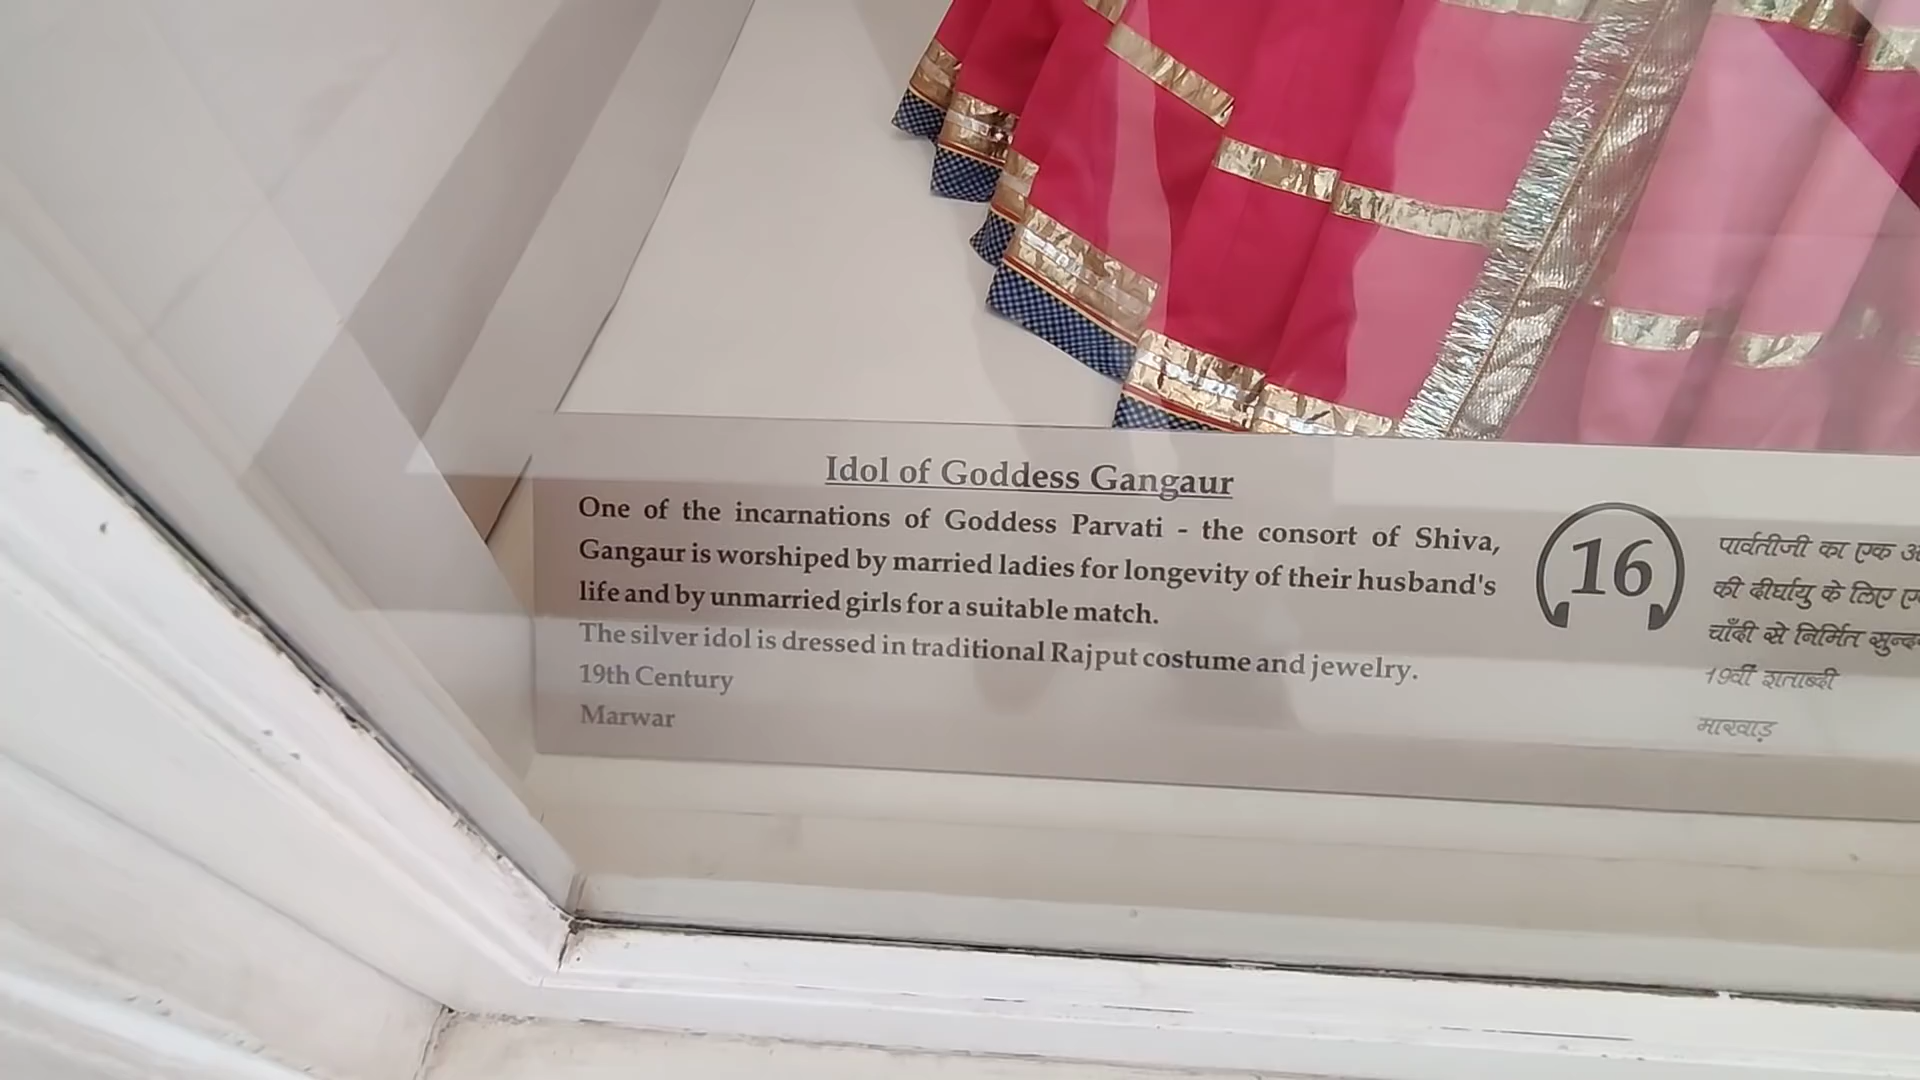 Idol of Goddess Gangaur
One of the incarnations of Goddess Parvati - the consort of Shiva,
Gangaur is worshiped by married ladies for longevity of their husband's
life and by unmarried girls for a suitable match.
The silver idol is dressed in traditional Rajput costume and jewelry.
19th Century
Marwar
16
पार्वतीजी का एक
की दीर्घायु के लिए
चाँदी से निर्मित
19वीं शताब्दी
मारवाड़